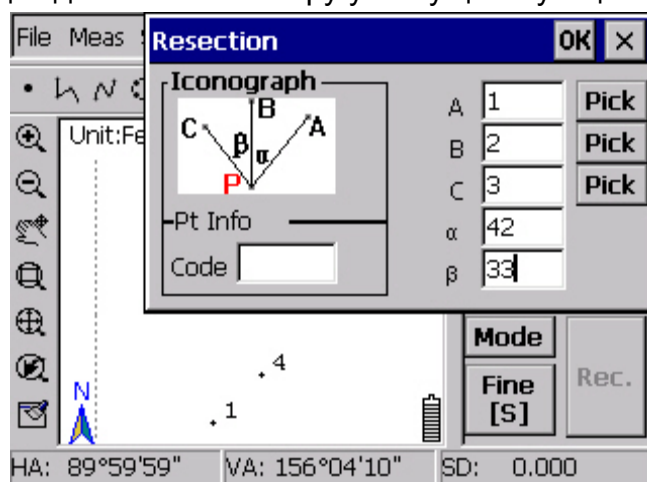 File Meas
Resection OK ×
Iconograph
B
C A
β α
P
Pt Info
Code
A 1 Pick
B 2 Pick
C 3 Pick
α 42
β 33
Unit:Fe
4
1
N
Mode
Fine
[S]
Rec.
HA: 89°59'59" VA: 156°04'10" SD: 0.000